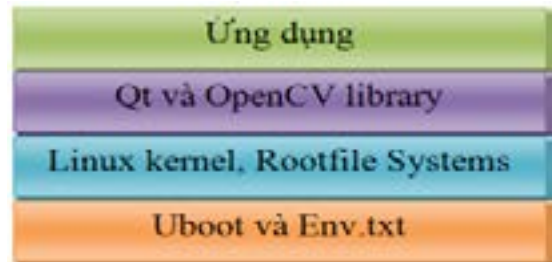 Ứng dụng
Qt và OpenCV library
Linux kernel, Rootfile Systems
Uboot và Env.txt